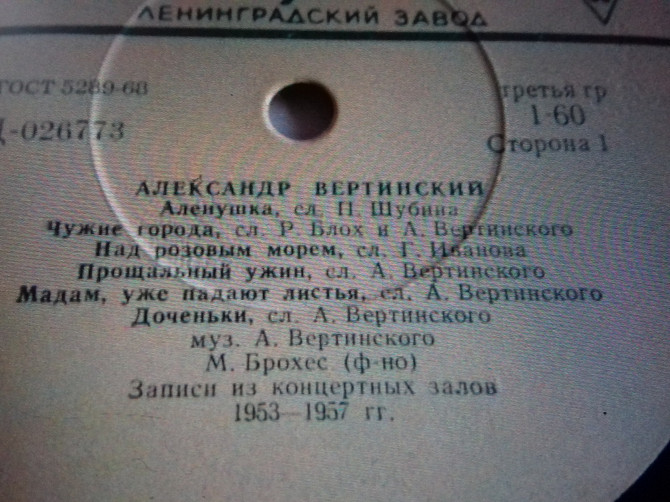 ЛЕНИНГРАДСКИЙ ЗАВОД
ГОСТ 5289-68
третья гр
Д-026773
1-60
Сторона 1
АЛЕКСАНДР ВЕРТИНСКИЙ
Аленушка, сл. П. Шубина
Чужие города, сл. Р. Блох и А. Вертинского
Над розовым морем, сл. Г. Иванова
Прощальный ужин, сл. А. Вертинского
Мадам, уже падают листья, сл. А. Вертинского
Доченьки, сл. А. Вертинского
муз. А. Вертинского
М. Брохес (ф-но)
Записи из концертных залов
1953—1957 гг.